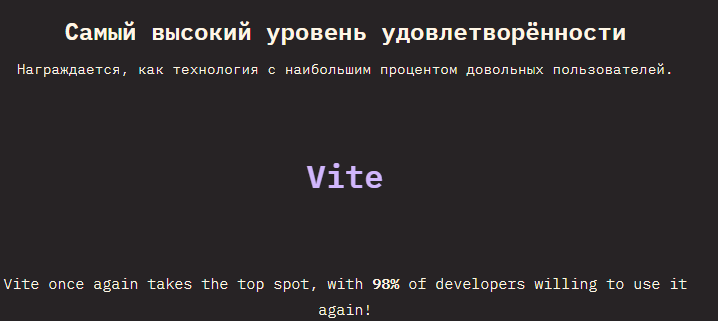 Самый высокий уровень удовлетворённости
Награждается, как технология с наибольшим процентом довольных пользователей.
Vite
Vite once again takes the top spot, with 98% of developers willing to use it
again!